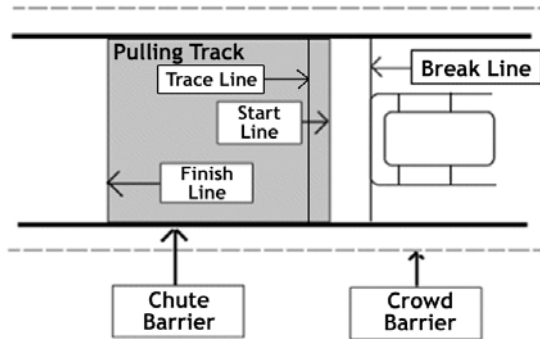 Pulling Track
Trace Line
Break Line
Start
Line
Finish
Line
Chute
Barrier
Crowd
Barrier